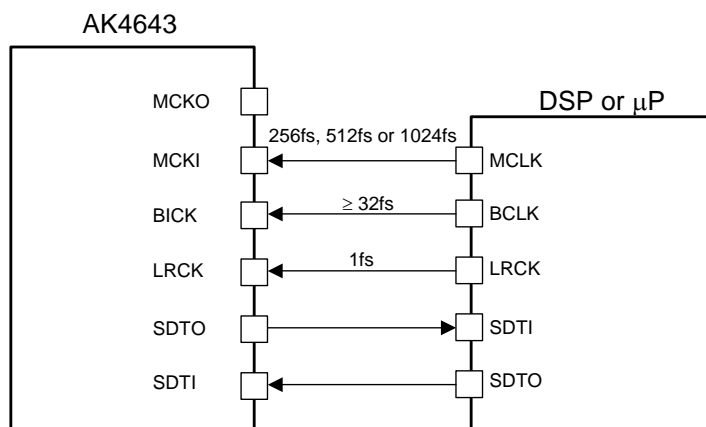 AK4643
DSP or μP
MCKO
256fs, 512fs or 1024fs
MCKI
MCLK
≥ 32fs
BICK
BCLK
1fs
LRCK
LRCK
SDTO
SDTI
SDTI
SDTO